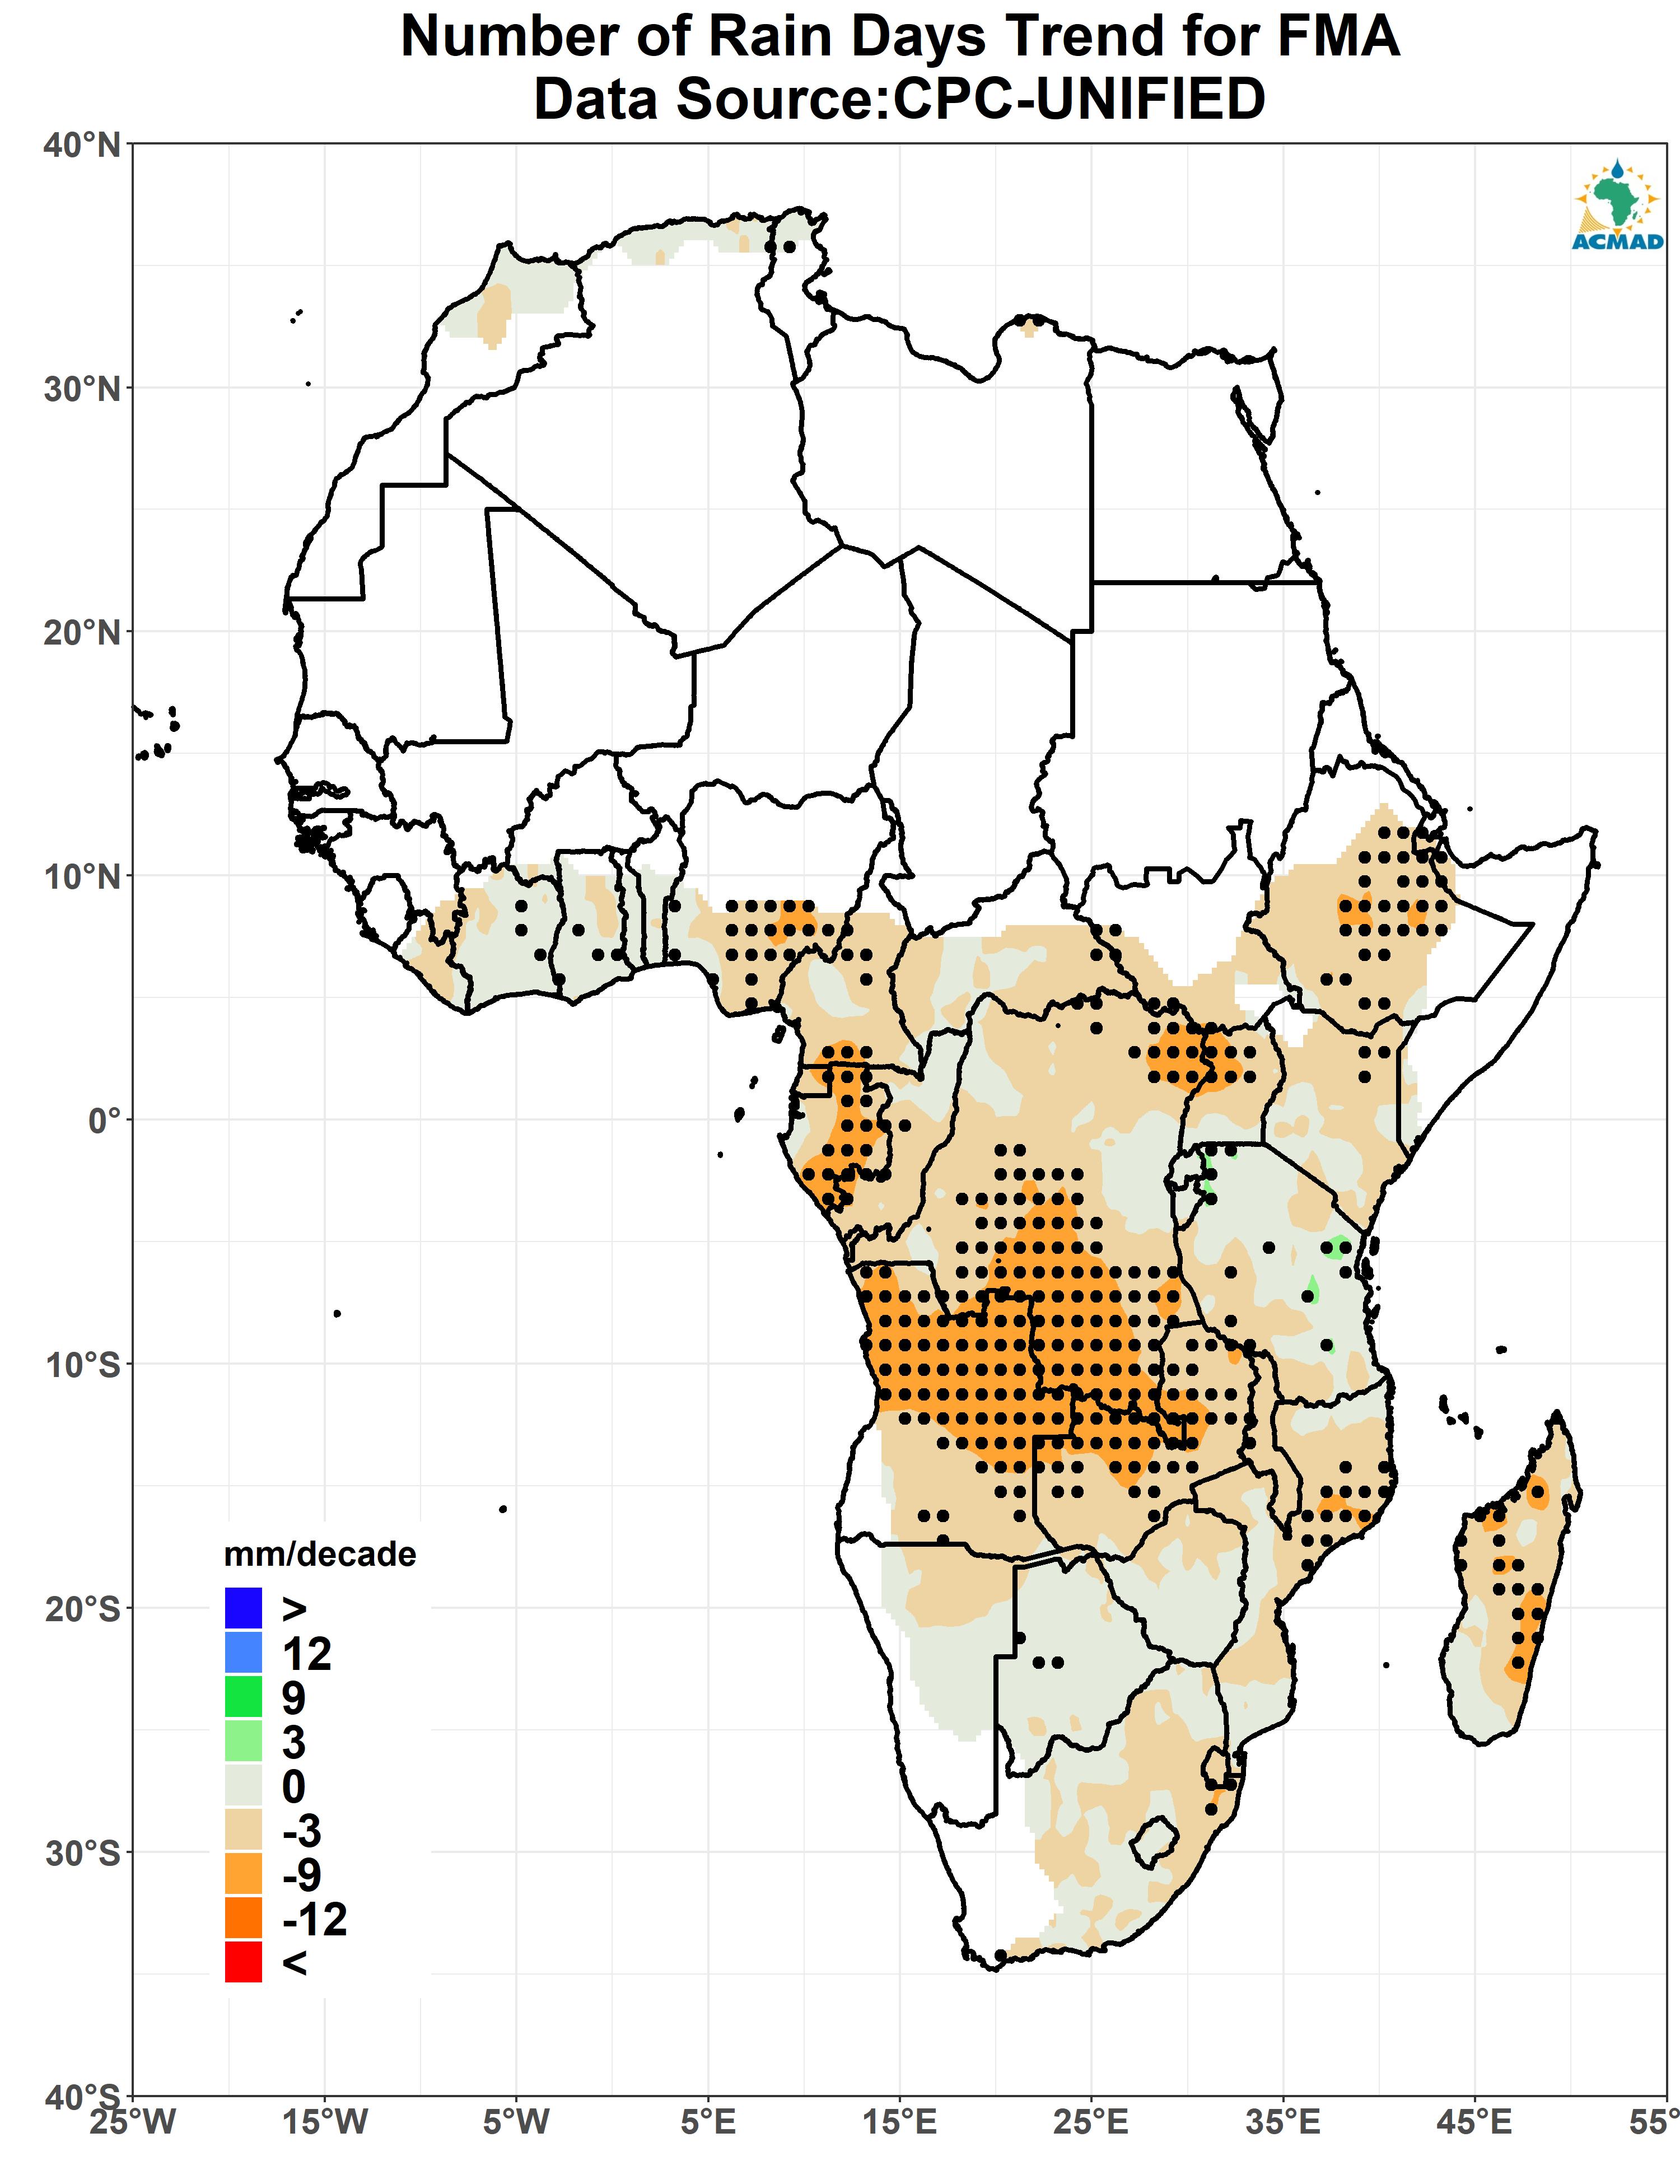 Number of Rain Days Trend for FMA
Data Source:CPC-UNIFIED
ACMAD
40°N
30°N
20°N
10°N
0°
10°S
20°S
30°S
40°S
mm/decade
>
12
9
3
0
-3
-9
-12
<
25°W 15°W 5°W 5°E 15°E 25°E 35°E 45°E 55°